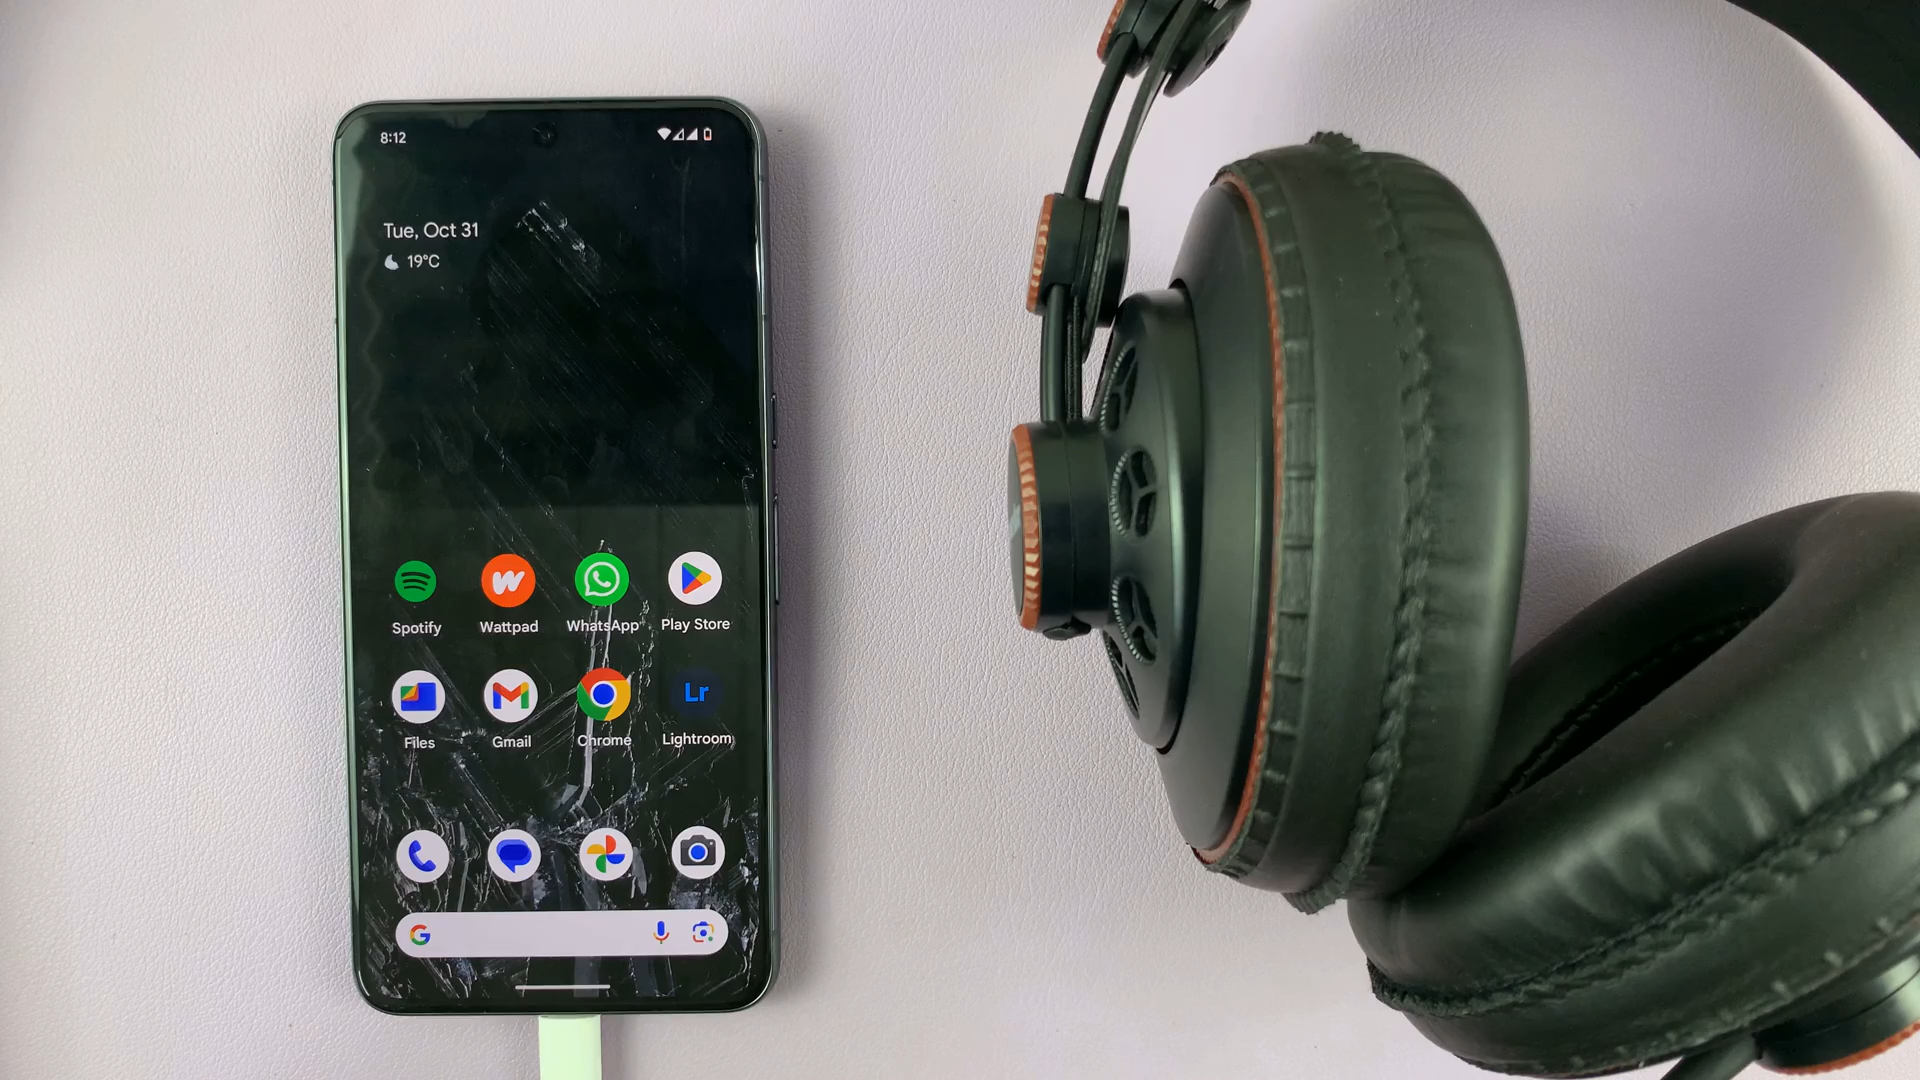 8:12
Tue, Oct 31
19°C
Spotify Wattpad WhatsApp Play Store
Lr
Files Gmail Chrome Lightroom